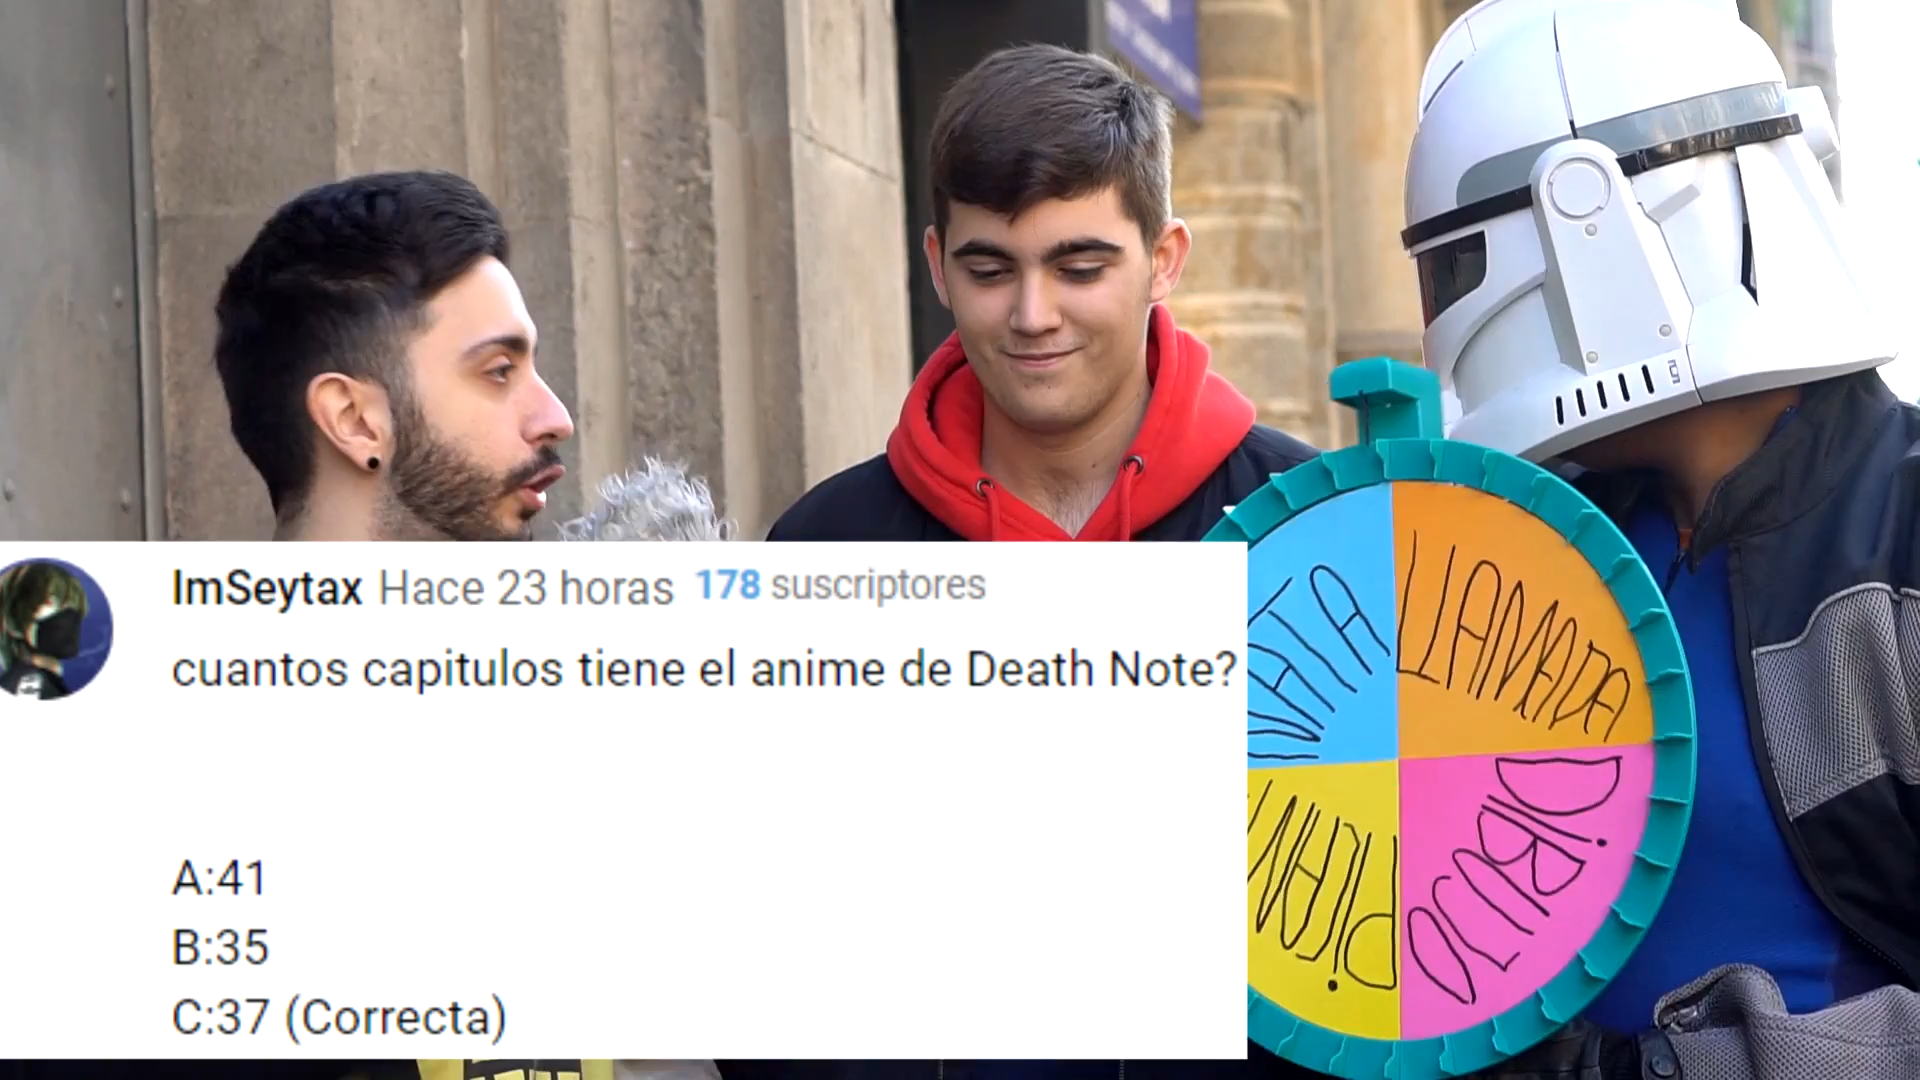 ImSeytax Hace 23 horas 178 suscriptores
cuantos capitulos tiene el anime de Death Note?
A:41
B:35
C:37 (Correcta)
LLAMADA
DIBUJO